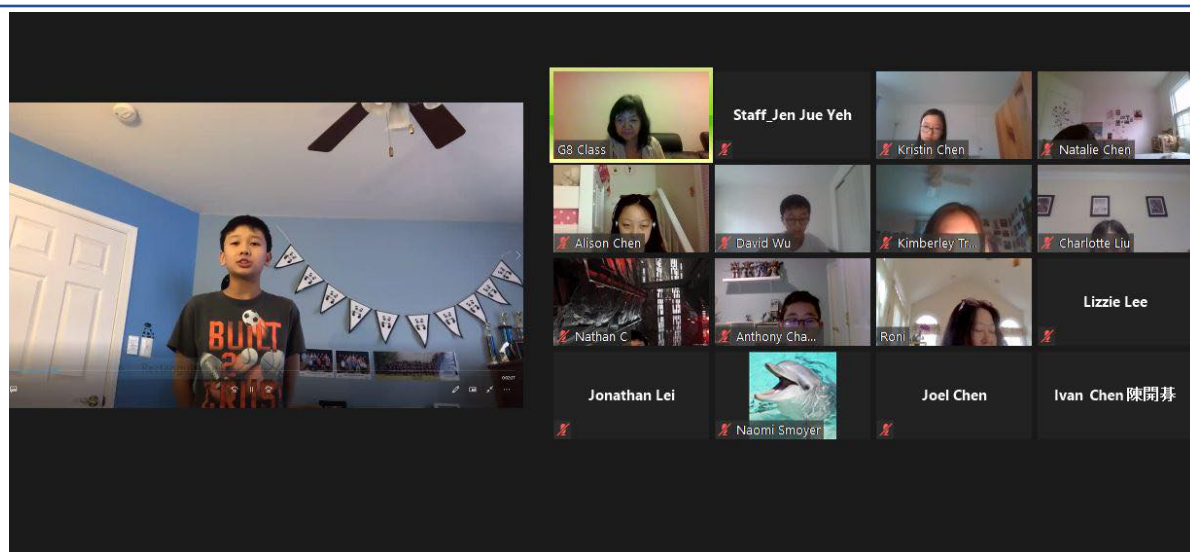 BUILT
G8 Class
Staff_Jen Jue Yeh
Kristin Chen
Natalie Chen
Alison Chen
David Wu
Kimberley Tr...
Charlotte Liu
Nathan C
Anthony Cha...
Roni
Lizzie Lee
Jonathan Lei
Naomi Smoyer
Joel Chen
Ivan Chen 陳開荶